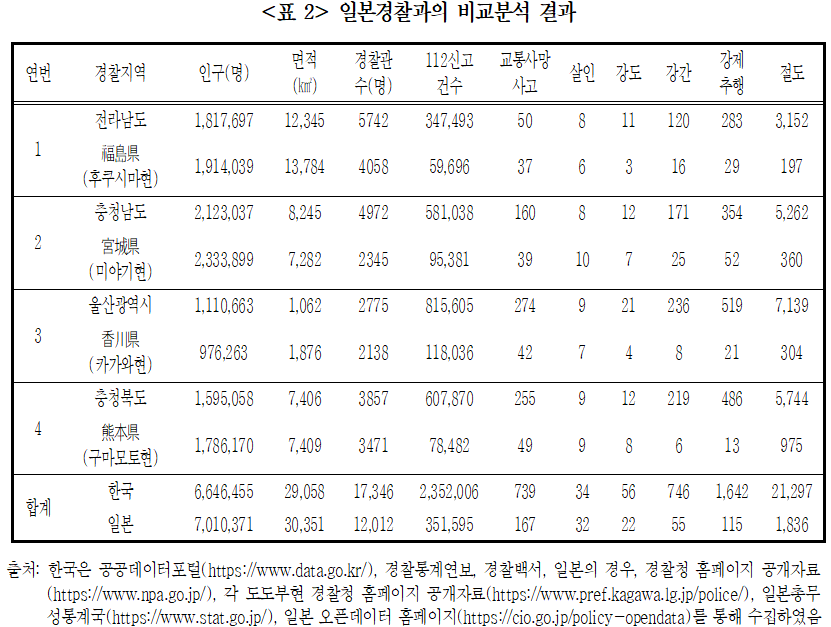 <표 2> 일본경찰과의 비교분석 결과
연번 경찰지역 인구(명) 면적(㎢) 경찰관수(명) 112신고건수 교통사망사고 살인 강도 강간 강제추행 절도
1 전라남도 1,817,697 12,345 5742 347,493 50 8 11 120 283 3,152
福島県(후쿠시마현) 1,914,039 13,784 4058 59,696 37 6 3 16 29 197
2 충청남도 2,123,037 8,245 4972 581,038 160 8 12 171 354 5,262
宮城県(미야기현) 2,333,899 7,282 2345 95,381 39 10 7 25 52 360
3 울산광역시 1,110,663 1,062 2775 815,605 274 9 21 236 519 7,139
香川県(카가와현) 976,263 1,876 2138 118,036 42 7 4 8 21 304
4 충청북도 1,595,058 7,406 3857 607,870 255 9 12 219 486 5,744
熊本県(구마모토현) 1,786,170 7,409 3471 78,482 49 9 8 6 13 975
합계 한국 6,646,455 29,058 17,346 2,352,006 739 34 56 746 1,642 21,297
일본 7,010,371 30,351 12,012 351,595 167 32 22 55 115 1,836
출처: 한국은 공공데이터포털(https://www.data.go.kr/), 경찰통계연보, 경찰백서, 일본의 경우, 경찰청 홈페이지 공개자료
(https://www.npa.go.jp/), 각 도도부현 경찰청 홈페이지 공개자료(https://www.pref.kagawa.lg.jp/police/), 일본총무
성통계국(https://www.stat.go.jp/), 일본 오픈데이터 홈페이지(https://cio.go.jp/policy-opendata)를 통해 수집하였음